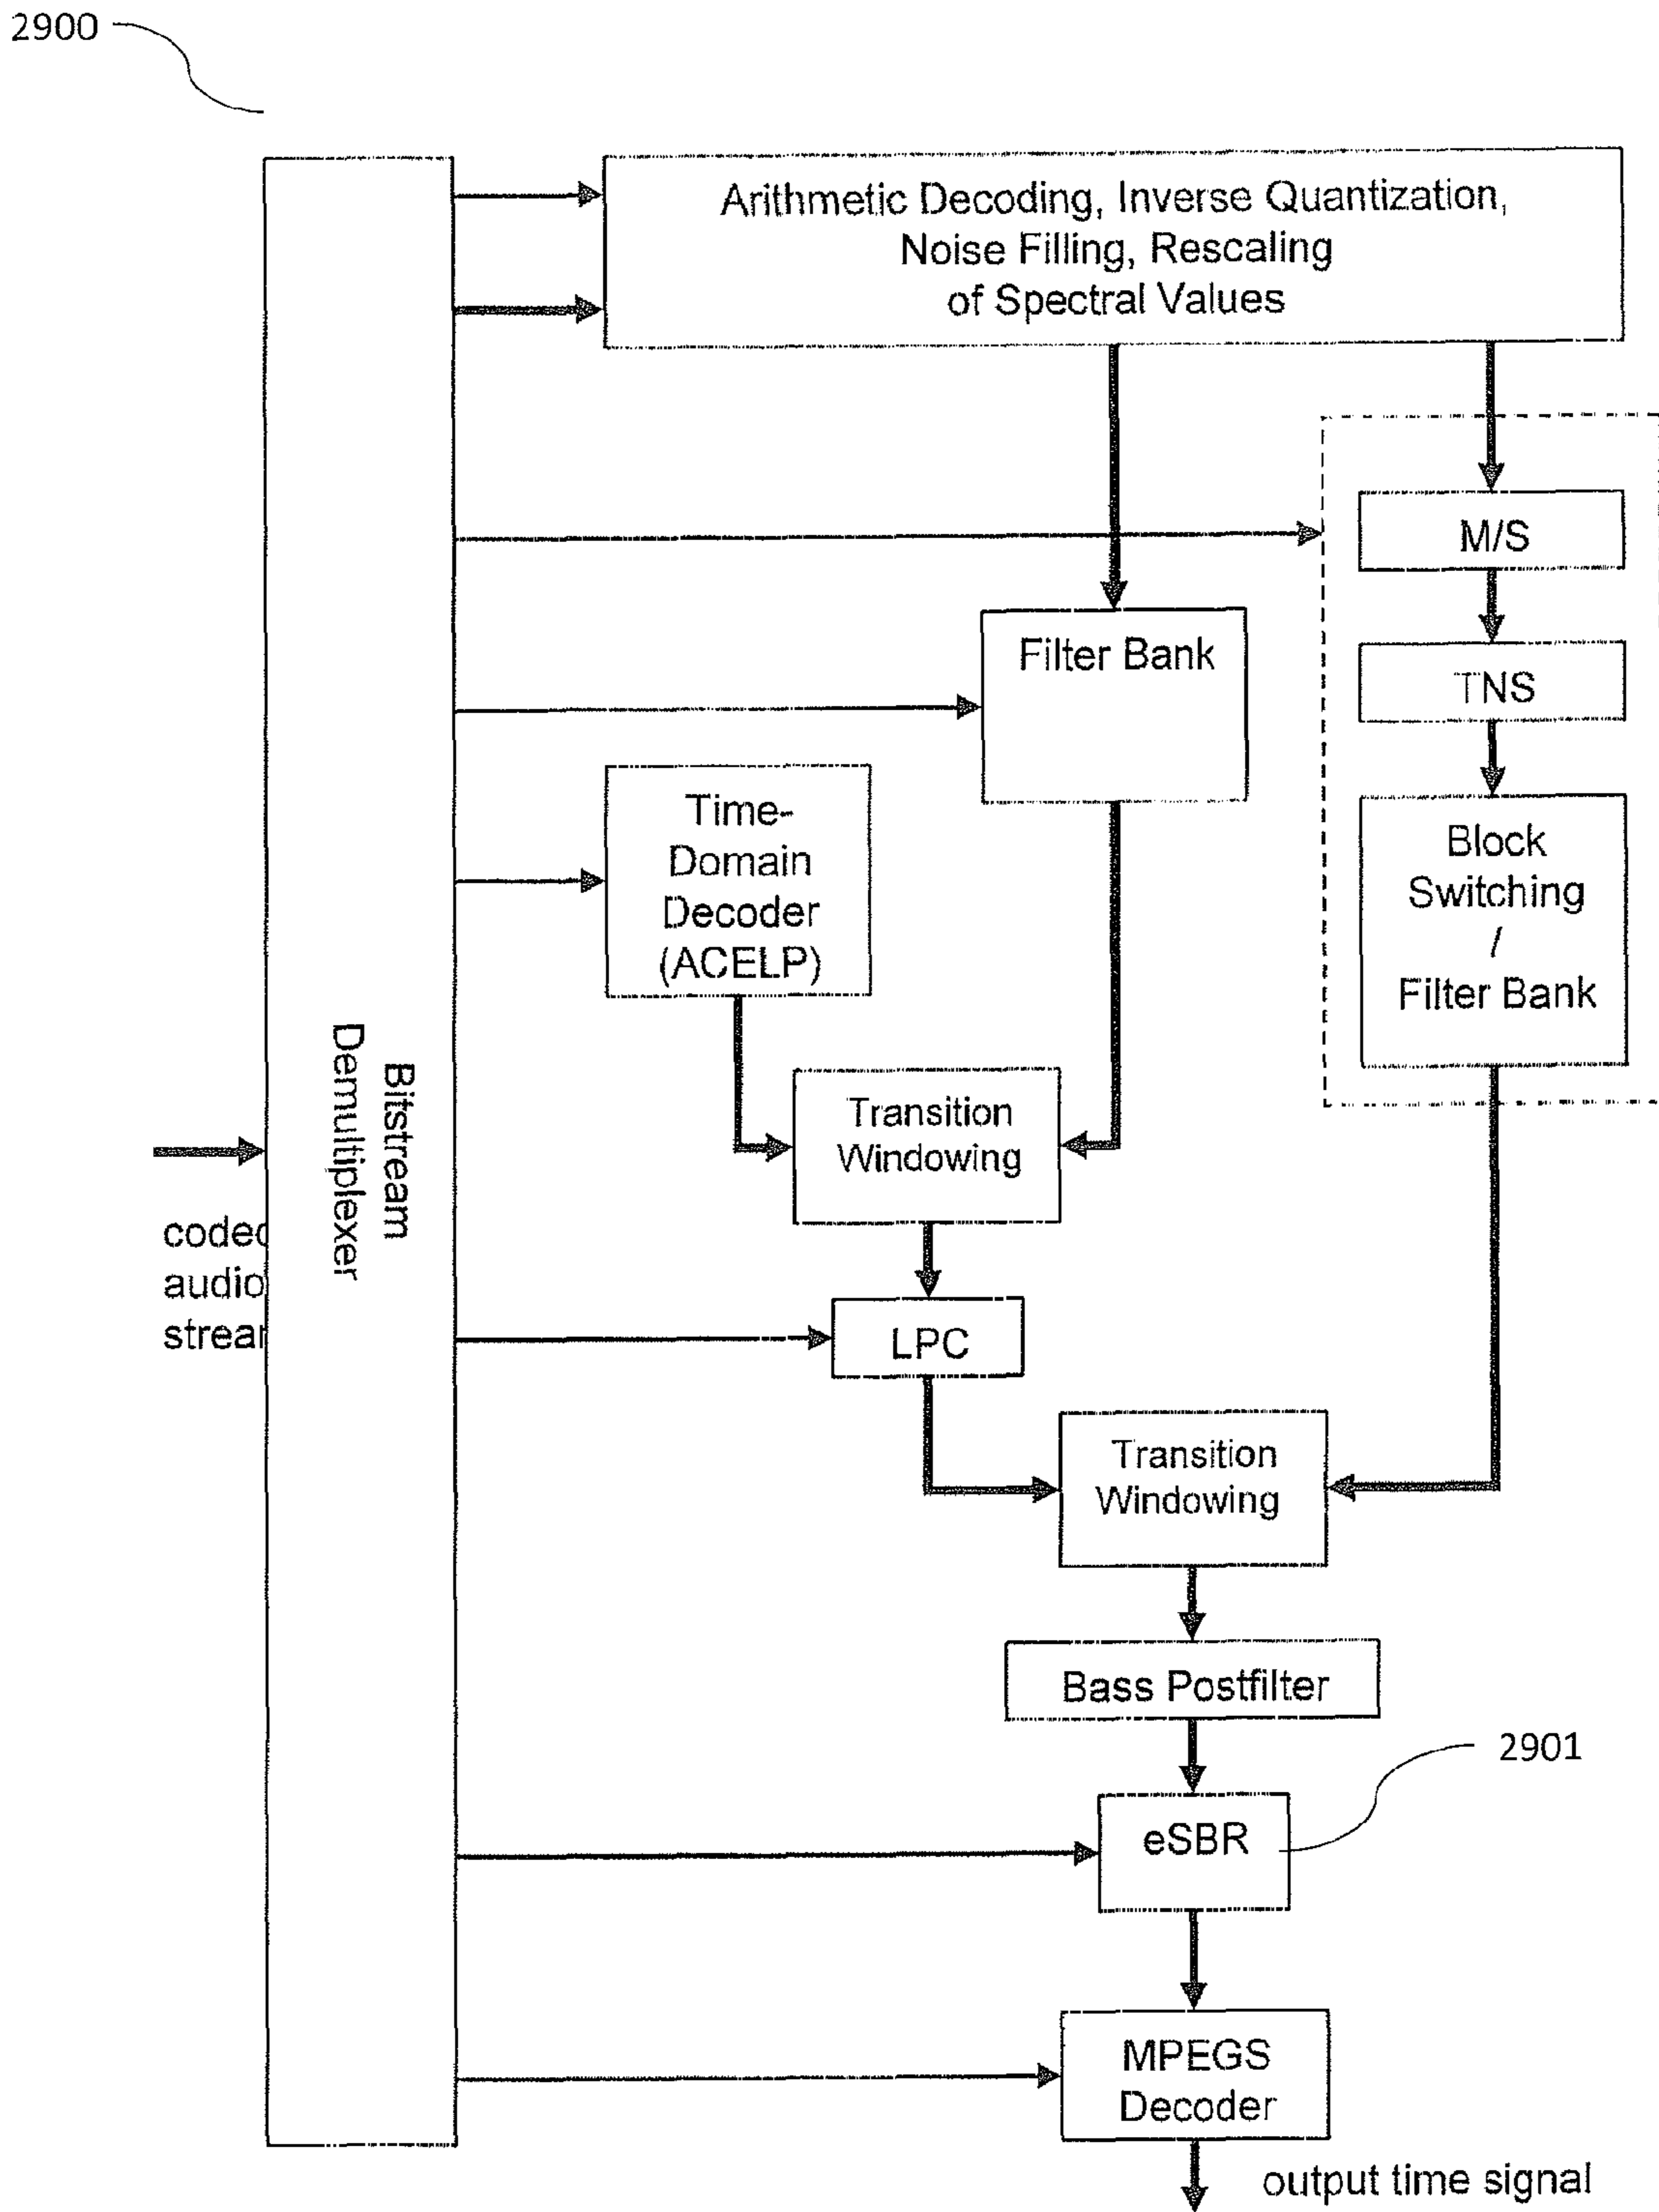 2900
Arithmetic Decoding, Inverse Quantization,
Noise Filling, Rescaling
of Spectral Values
M/S
Filter Bank
TNS
Time-
Domain
Decoder
(ACELP)
Block
Switching
/
Filter Bank
Bitstream
Demultiplexer
Transition
Windowing
audio
LPC
Transition
Windowing
Bass Postfilter
2901
eSBR
MPEGS
Decoder
output time signal